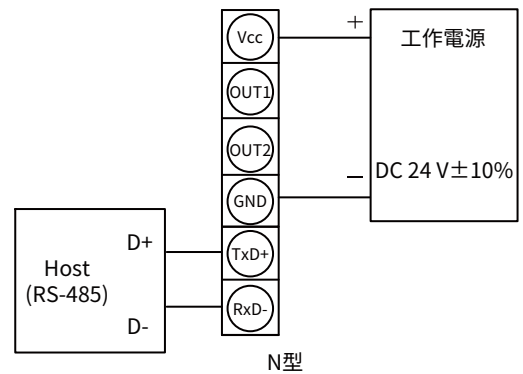 Vcc
+
工作電源
OUT1
OUT2
DC 24 V±10%
−
GND
D+
TxD+
Host
(RS-485)
RxD-
D-
N型